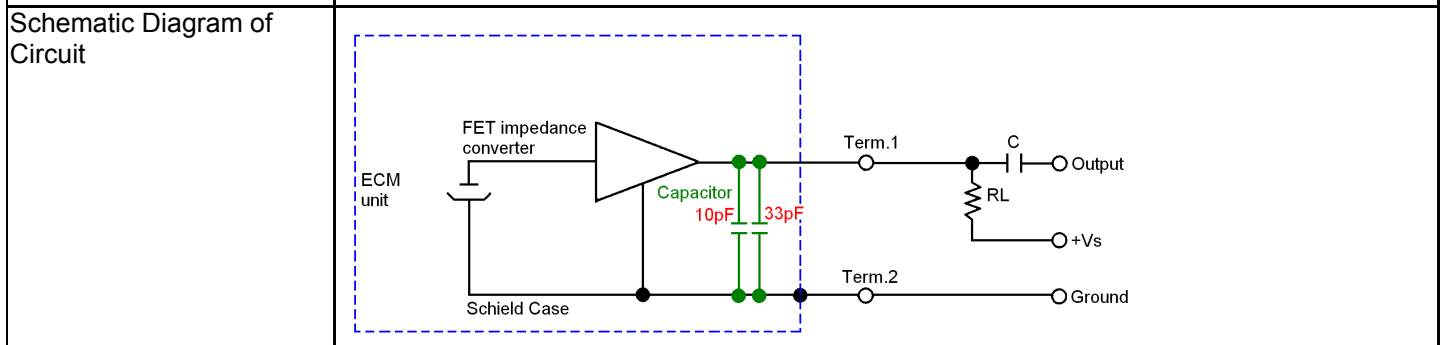 Schematic Diagram of
Circuit
FET impedance
converter
ECM
unit
Capacitor
10pF
33pF
Schield Case
Term.1
C
Output
RL
+Vs
Term.2
Ground